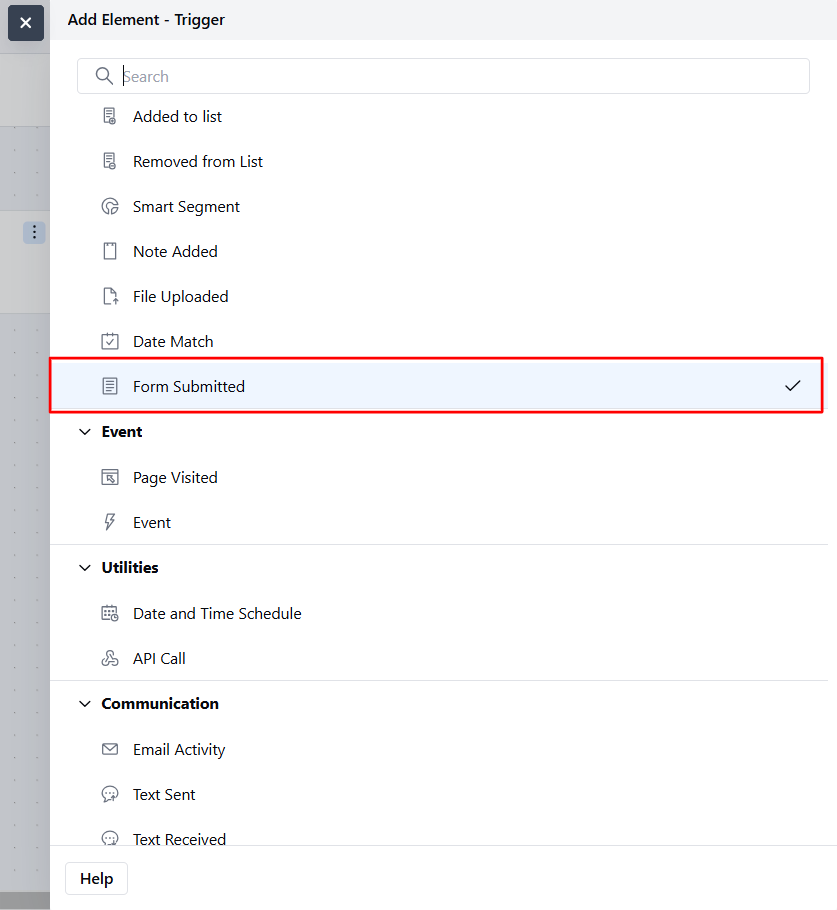 Add Element - Trigger
Search
Added to list
Removed from List
Smart Segment
Note Added
File Uploaded
Date Match
Form Submitted
Event
Page Visited
Event
Utilities
Date and Time Schedule
API Call
Communication
Email Activity
Text Sent
Text Received
Help